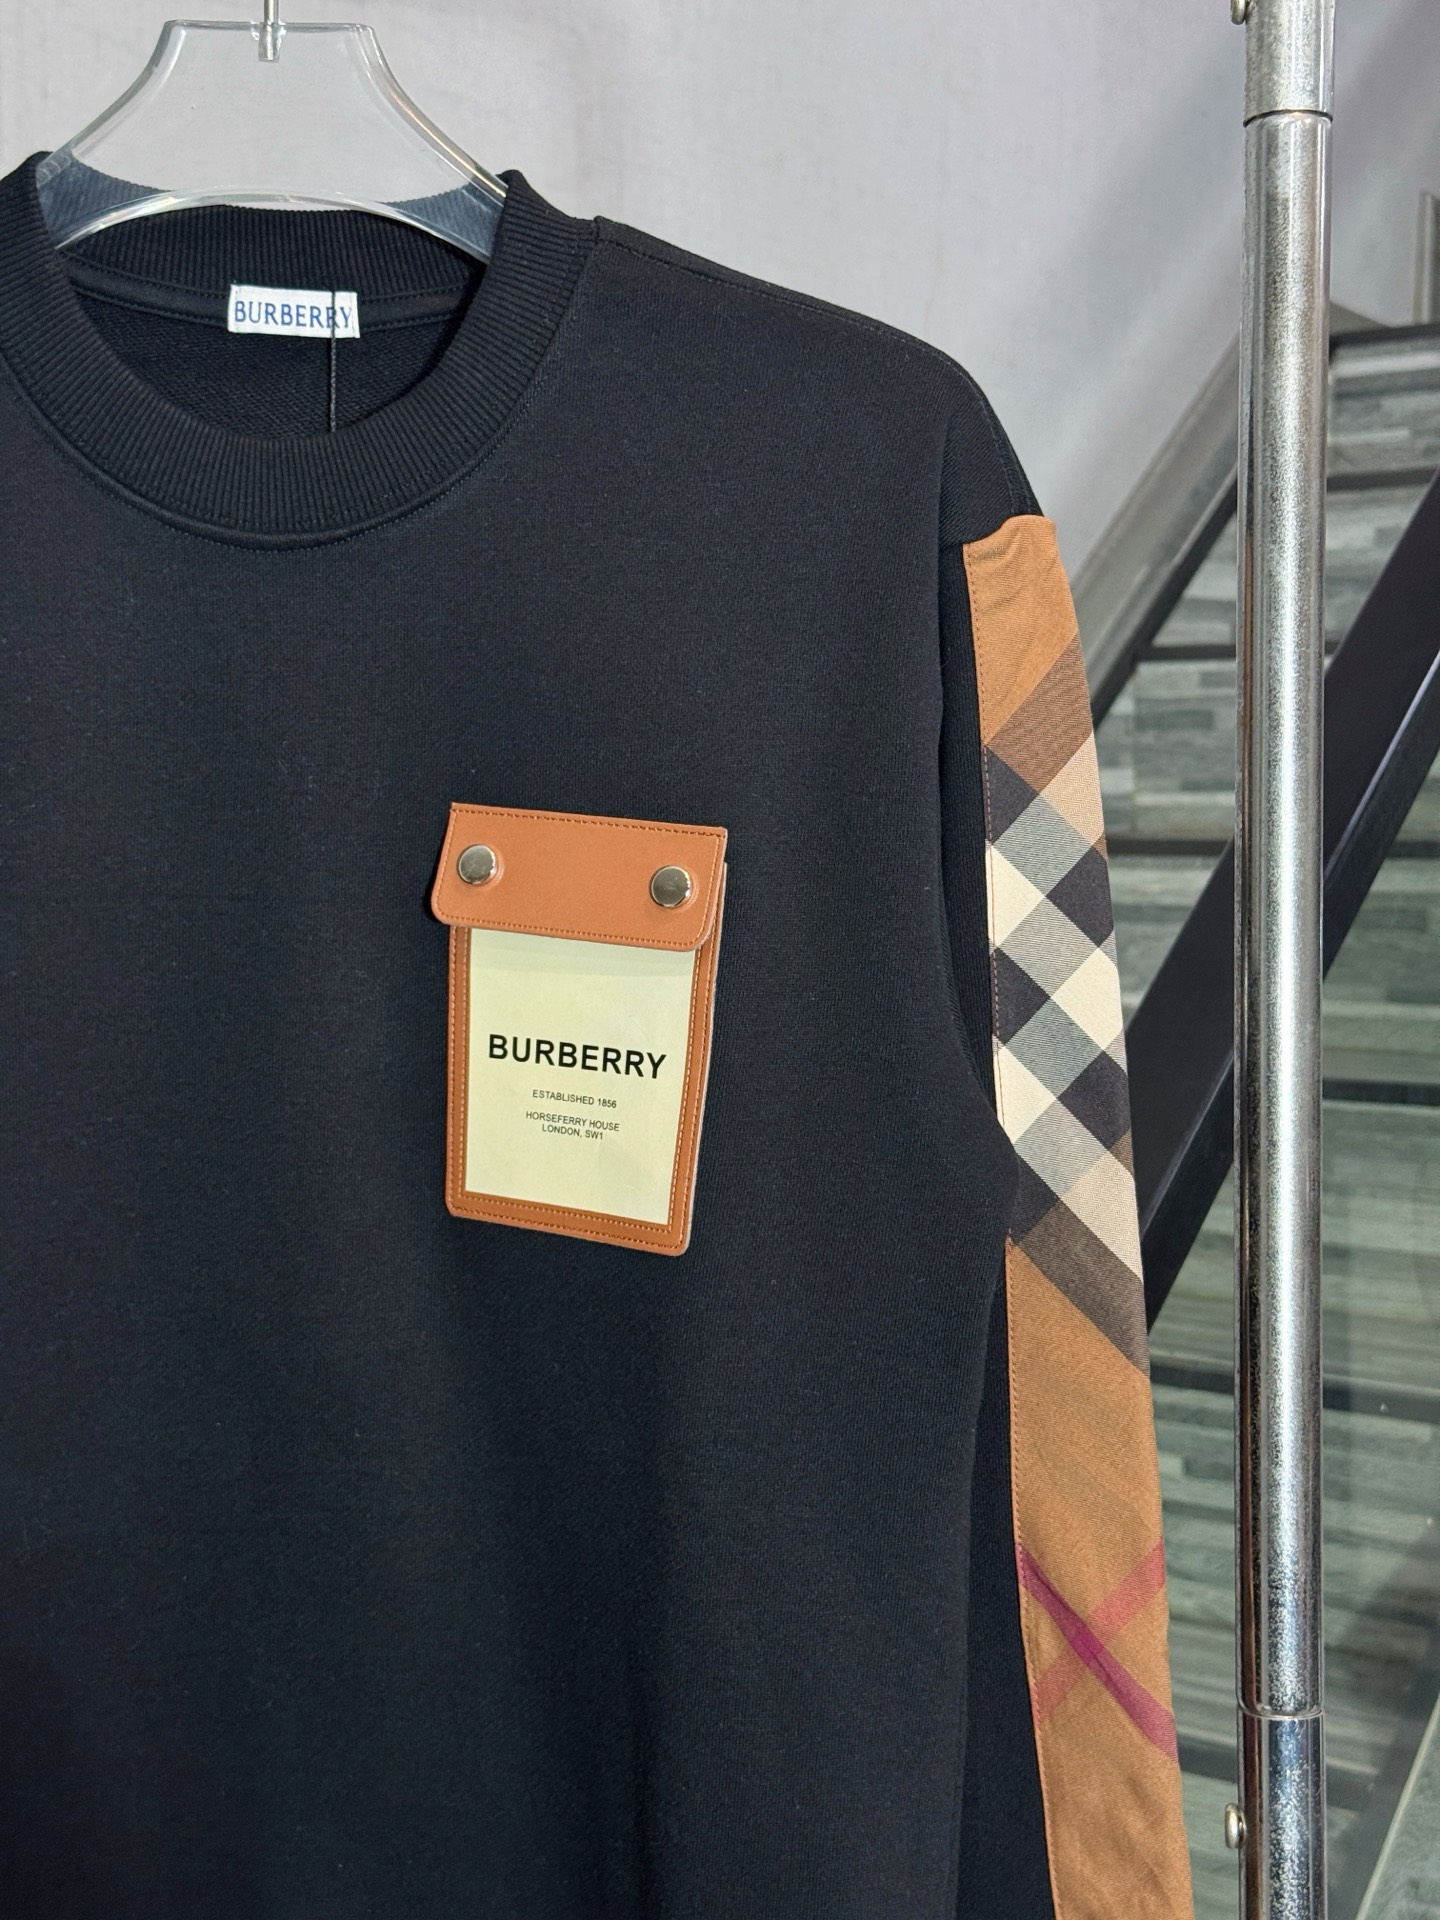 BURBERRY
BURBERRY
ESTABLISHED 1856
HORSEFERRY HOUSE
LONDON, SW1